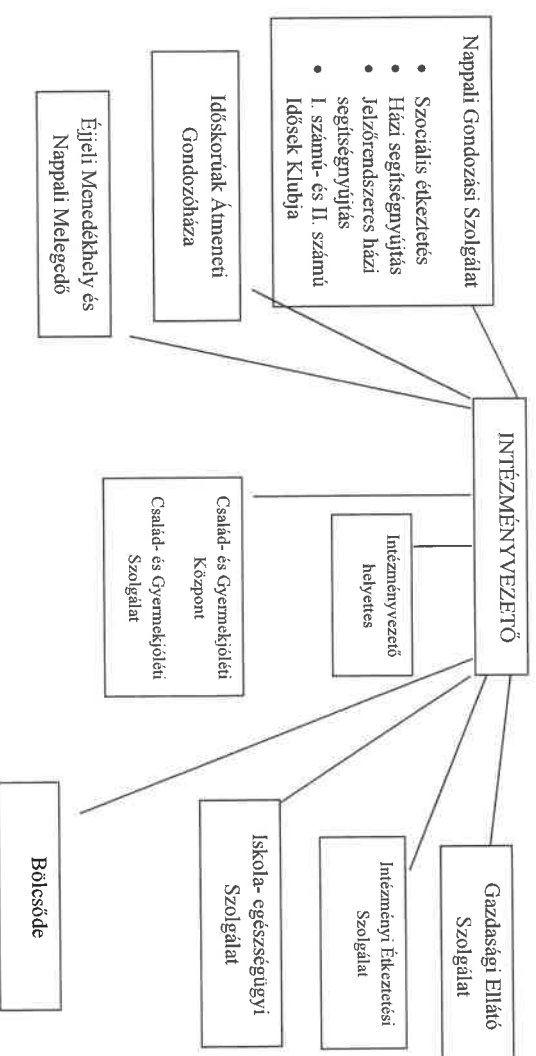 INTÉZMÉNYVEZETŐ
Nappali Gondozási Szolgálat
• Szociális étkeztetés
• Házi segítségnyújtás
• Jelzőrendszeres házi
segítségnyújtás
• I. számú- és II. számú
Idősek Klubja
Időskorúak Átmeneti
Gondozóháza
Éjjeli Menedékhely és
Nappali Melegedő
Intézményvezető
helyettes
Család- és Gyermekjóléti
Központ
Család- és Gyermekjóléti
Szolgálat
Gazdasági Ellátó
Szolgálat
Intézményi Étkeztetési
Szolgálat
Iskola- egészségügyi
Szolgálat
Bölcsőde